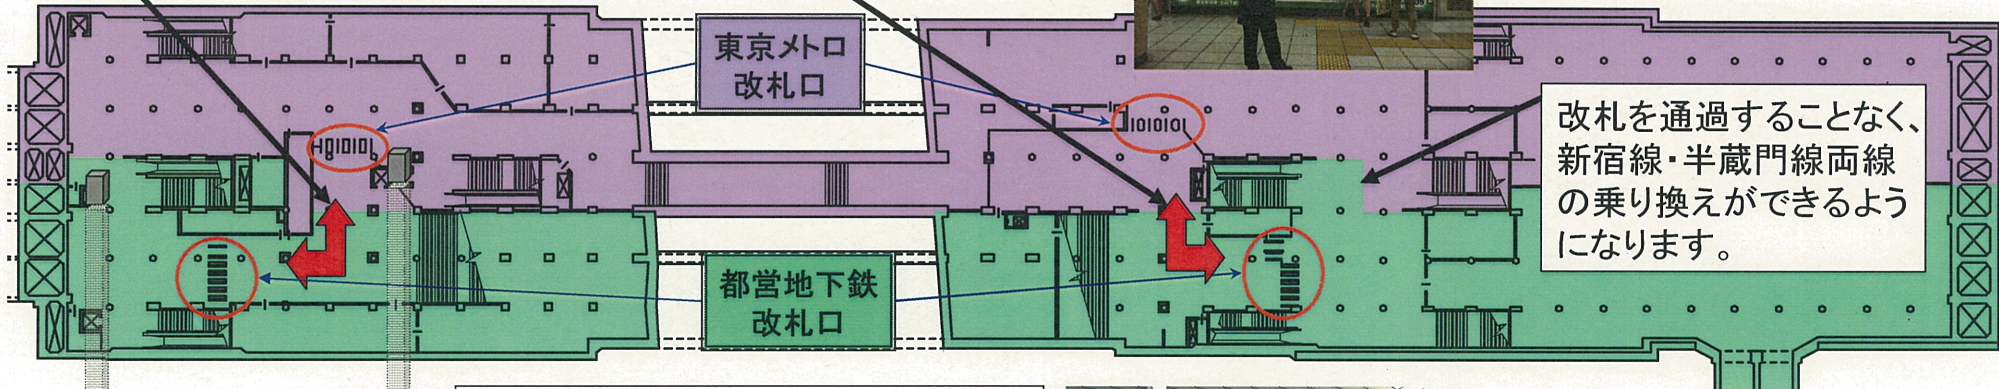 東京メトロ
改札口
改札を通過することなく、
新宿線・半蔵門線両線
の乗り換えができるよう
になります。
都営地下鉄
改札口